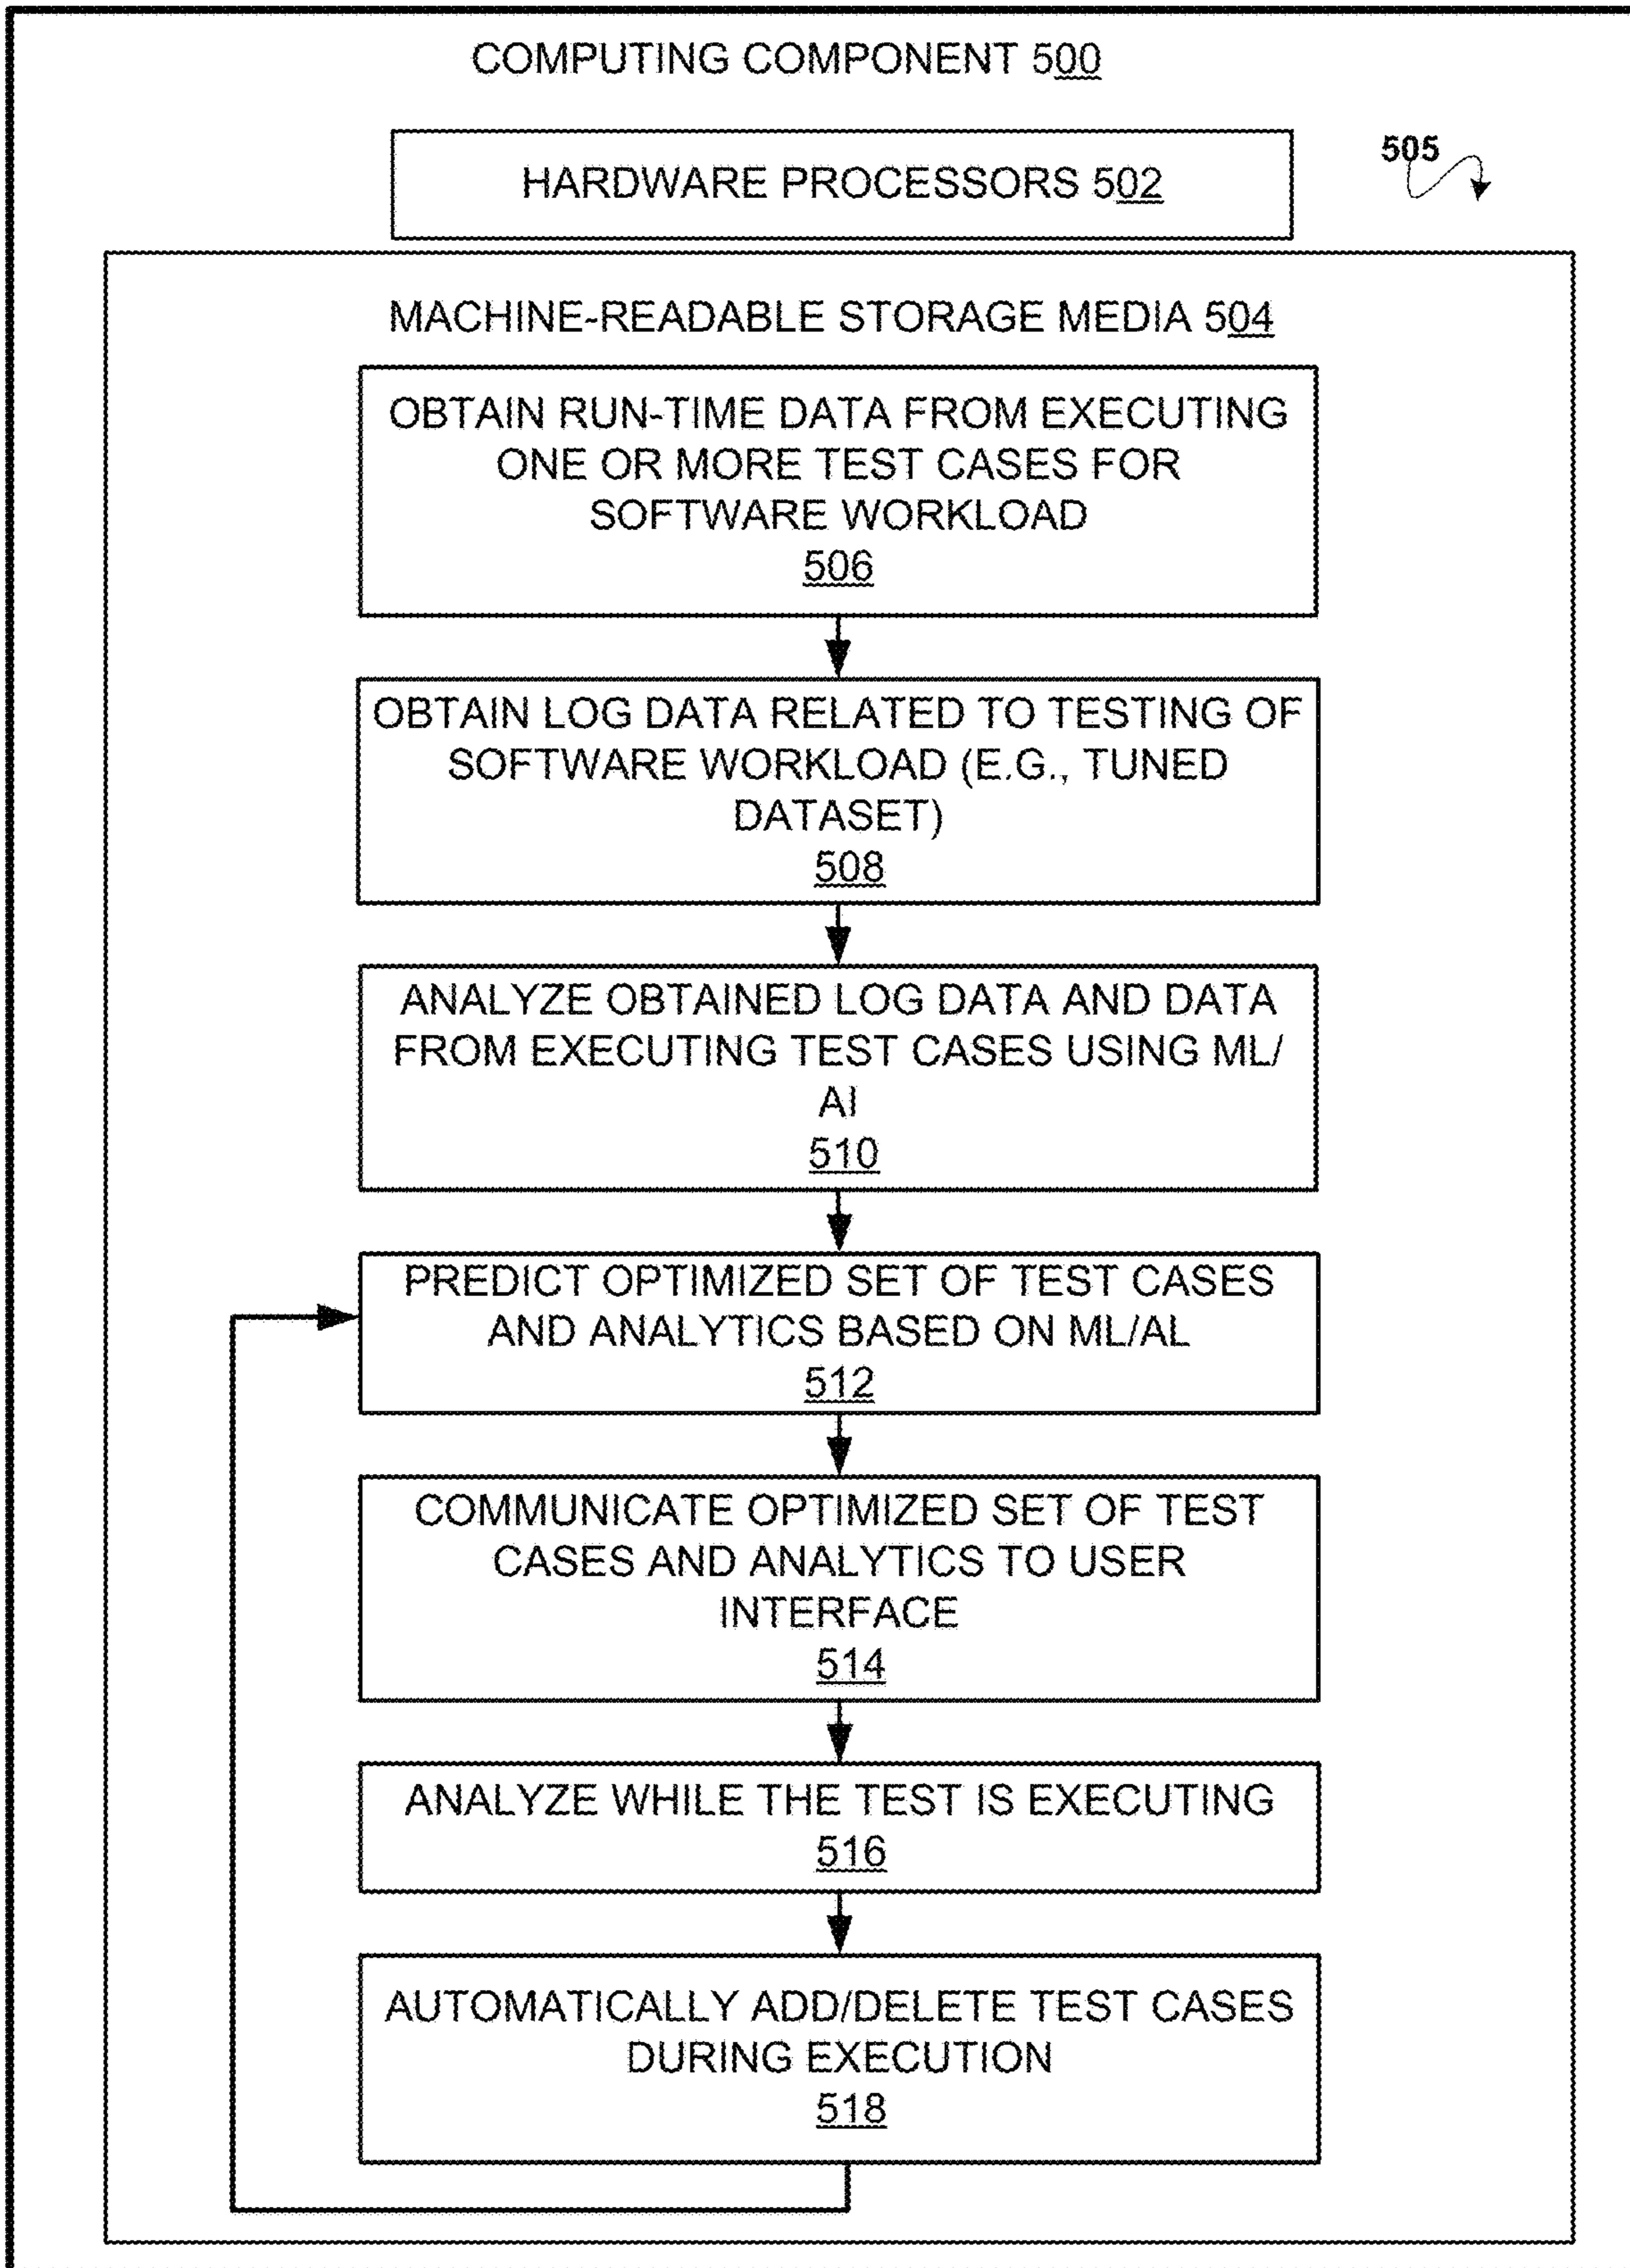 COMPUTING COMPONENT 500
HARDWARE PROCESSORS 502
505
MACHINE-READABLE STORAGE MEDIA 504
OBTAIN RUN-TIME DATA FROM EXECUTING
ONE OR MORE TEST CASES FOR
SOFTWARE WORKLOAD
506
OBTAIN LOG DATA RELATED TO TESTING OF
SOFTWARE WORKLOAD (E.G., TUNED
DATASET)
508
ANALYZE OBTAINED LOG DATA AND DATA
FROM EXECUTING TEST CASES USING ML/
AI
510
PREDICT OPTIMIZED SET OF TEST CASES
AND ANALYTICS BASED ON ML/AL
512
COMMUNICATE OPTIMIZED SET OF TEST
CASES AND ANALYTICS TO USER
INTERFACE
514
ANALYZE WHILE THE TEST IS EXECUTING
516
AUTOMATICALLY ADD/DELETE TEST CASES
DURING EXECUTION
518